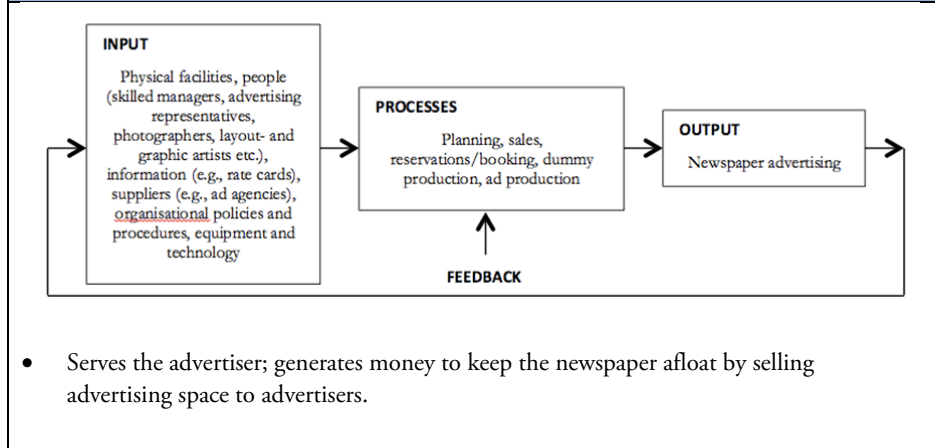 INPUT
Physical facilities, people
(skilled managers, advertising
representatives,
photographers, layout- and
graphic artists etc.),
information (e.g., rate cards),
suppliers (e.g., ad agencies),
organisational policies and
procedures, equipment and
technology
PROCESSES
Planning, sales,
reservations/booking, dummy
production, ad production
OUTPUT
Newspaper advertising
FEEDBACK
• Serves the advertiser; generates money to keep the newspaper afloat by selling
advertising space to advertisers.